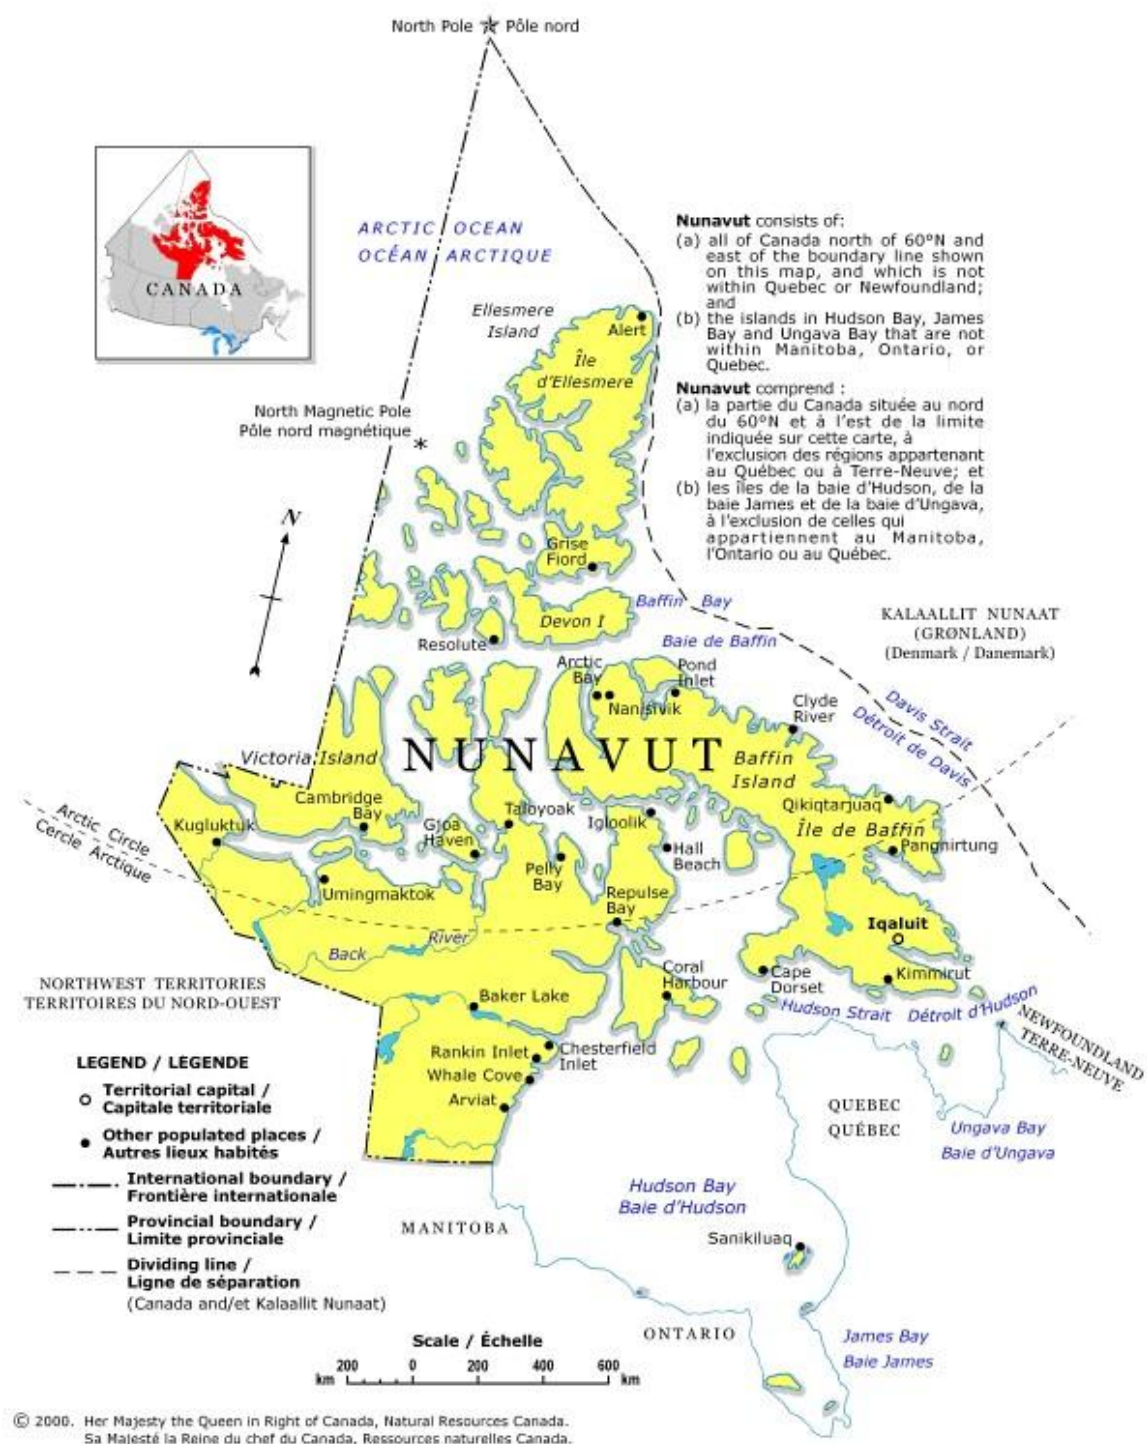 North Pole Pôle nord
CANADA
ARCTIC OCEAN
OCÉAN ARCTIQUE
Nunavut consists of:
(a) all of Canada north of 60°N and
east of the boundary line shown
on this map, and which is not
within Quebec or Newfoundland;
and
(b) the islands in Hudson Bay, James
Bay and Ungava Bay that are not
within Manitoba, Ontario, or
Quebec.
Nunavut comprend :
(a) la partie du Canada située au nord
du 60°N et à l'est de la limite
indiquée sur cette carte, à
l'exclusion des régions appartenant
au Québec ou à Terre-Neuve; et
(b) les îles de la baie d'Hudson, de la
baie James et de la baie d'Ungava,
à l'exclusion de celles qui
appartiennent au Manitoba,
l'Ontario ou au Québec.
Ellesmere
Island
Alert
Île
d'Ellesmere
North Magnetic Pole
Pôle nord magnétique
*
N
Grise
Fiord
Baffin Bay
Baie de Baffin
Devon I
KALAALLIT NUNAAT
(GRØNLAND)
(Denmark / Danemark)
Resolute
Arctic
Bay
Nanisivik
Pond
Inlet
Clyde
River
Davis Strait
Détroit de Davis
NUNAVUT
Victoria Island
Baffin
Island
Cambridge
Bay
Taloyoak
Igloolik
Qikiqtarjuaq
Île de Baffin
Arctic Circle
Cercle Arctique
Kugluktuk
Gjoa
Haven
Hall
Beach
Pangnirtung
Pelly
Bay
Umingmaktok
Repulse
Bay
Iqaluit
Back River
NORTHWEST TERRITORIES
TERRITOIRES DU NORD-OUEST
Coral
Harbour
Cape
Dorset
Kimmirut
Baker Lake
Hudson Strait Détroit d'Hudson
NEWFOUNDLAND
TERRE-NEUVE
Rankin Inlet
Chesterfield
Inlet
Whale Cove
Arviat
QUEBEC
QUÉBEC
Ungava Bay
Baie d'Ungava
Hudson Bay
Baie d'Hudson
MANITOBA
Sanikiluaq
ONTARIO
James Bay
Baie James
LEGEND / LÉGENDE
Territorial capital /
Capitale territoriale
Other populated places /
Autres lieux habités
International boundary /
Frontière internationale
Provincial boundary /
Limite provinciale
Dividing line /
Ligne de séparation
(Canada and/et Kalaallit Nunaat)
Scale / Échelle
200 0 200 400 600
km km
© 2000. Her Majesty the Queen in Right of Canada, Natural Resources Canada.
Sa Majesté la Reine du chef du Canada, Ressources naturelles Canada.